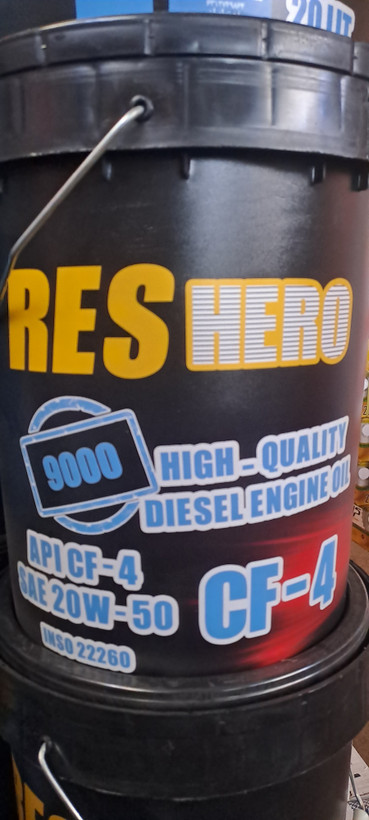 20 LIT
RES HERO
9000
HIGH-QUALITY
DIESEL ENGINE OIL
API CF-4
SAE 20W-50
CF-4
INSO 22260